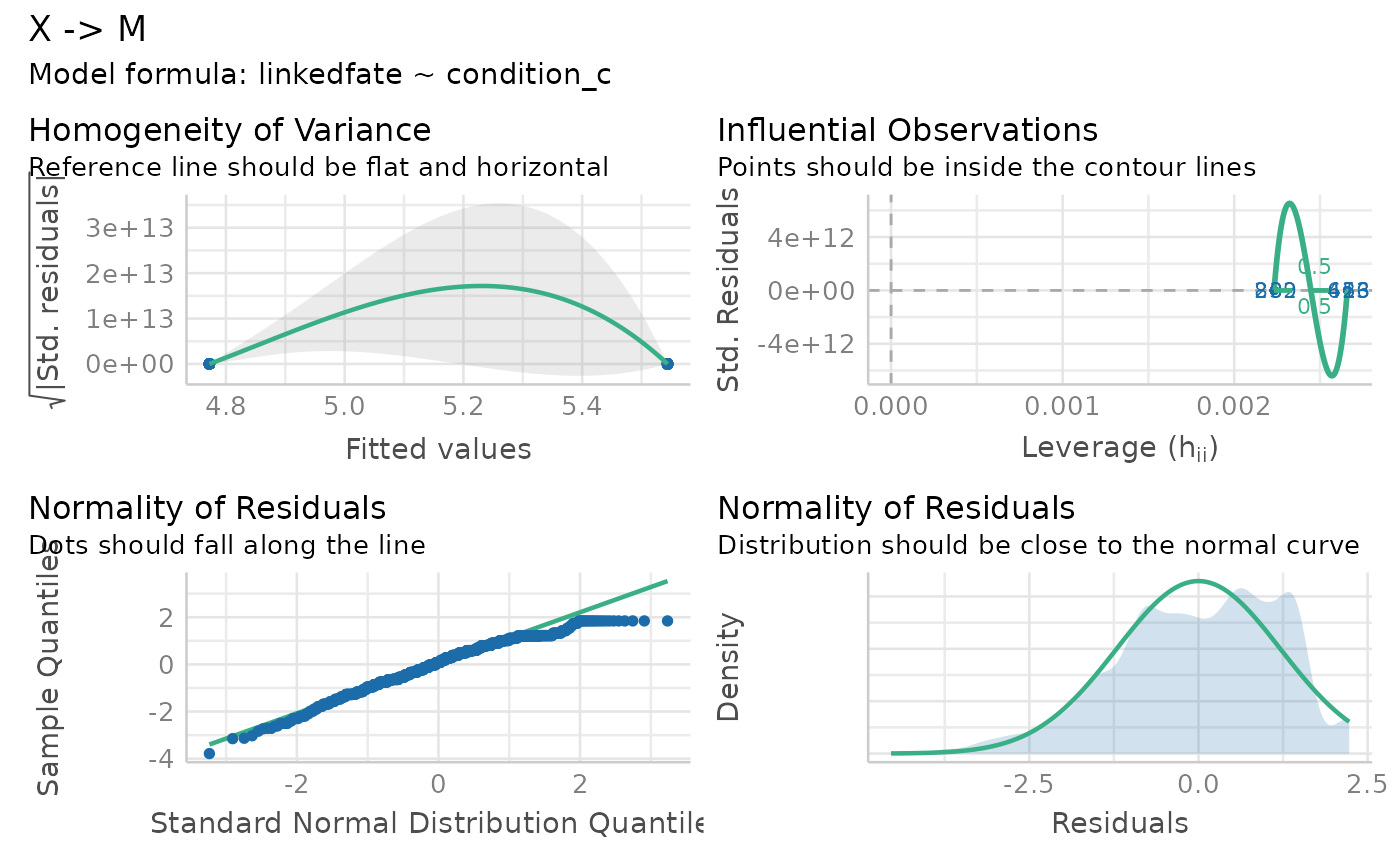 X -> M
Model formula: linkedfate ~ condition_c
Homogeneity of Variance
Reference line should be flat and horizontal
√|Std. residuals|
3e+13
2e+13
1e+13
0e+00
4.8 5.0 5.2 5.4
Fitted values
Influential Observations
Points should be inside the contour lines
Std. Residuals
4e+12
0e+00
-4e+12
0.5
0.5
0.000 0.001 0.002
Leverage (hᵢᵢ)
Normality of Residuals
Dots should fall along the line
Sample Quantiles
2
0
-2
-4
-2 0 2
Standard Normal Distribution Quantile
Normality of Residuals
Distribution should be close to the normal curve
Density
-2.5 0.0 2.5
Residuals